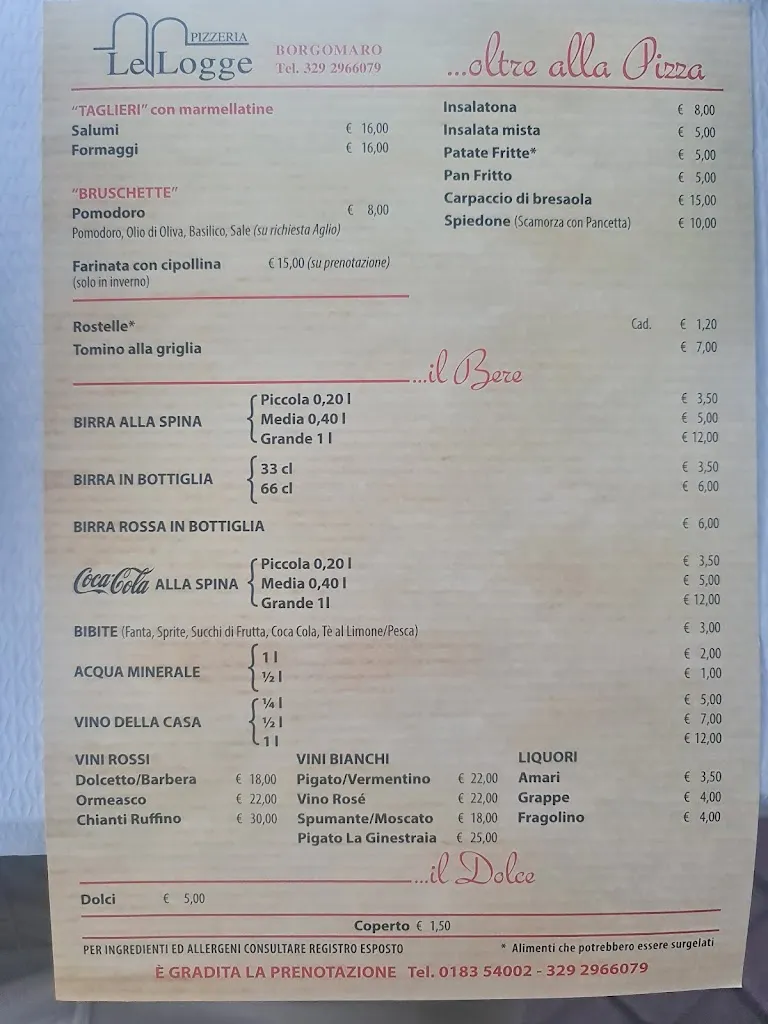 PIZZERIA
Le Logge
BORGOMARO
Tel. 329 2966079
...oltre alla Pizza
"TAGLIERI" con marmellatine
Salumi € 16,00
Formaggi € 16,00
"BRUSCHETTE"
Pomodoro € 8,00
Pomodoro, Olio di Oliva, Basilico, Sale (su richiesta Aglio)
Farinata con cipollina € 15,00 (su prenotazione)
(solo in inverno)
Insalatona € 8,00
Insalata mista € 5,00
Patate Fritte* € 5,00
Pan Fritto € 5,00
Carpaccio di bresaola € 15,00
Spiedone (Scamorza con Pancetta) € 10,00
Rostelle* Cad. € 1,20
Tomino alla griglia € 7,00
...il Bere
BIRRA ALLA SPINA
Piccola 0,20 l € 3,50
Media 0,40 l € 5,00
Grande 1 l € 12,00
BIRRA IN BOTTIGLIA
33 cl € 3,50
66 cl € 6,00
BIRRA ROSSA IN BOTTIGLIA € 6,00
Coca-Cola ALLA SPINA
Piccola 0,20 l € 3,50
Media 0,40 l € 5,00
Grande 1l € 12,00
BIBITE (Fanta, Sprite, Succhi di Frutta, Coca Cola, Tè al Limone/Pesca) € 3,00
ACQUA MINERALE
1 l € 2,00
½ l € 1,00
VINO DELLA CASA
¼ l € 5,00
½ l € 7,00
1 l € 12,00
VINI ROSSI
Dolcetto/Barbera € 18,00
Ormeasco € 22,00
Chianti Ruffino € 30,00
VINI BIANCHI
Pigato/Vermentino € 22,00
Vino Rosé € 22,00
Spumante/Moscato € 18,00
Pigato La Ginestraia € 25,00
LIQUORI
Amari € 3,50
Grappe € 4,00
Fragolino € 4,00
...il Dolce
Dolci € 5,00
Coperto € 1,50
PER INGREDIENTI ED ALLERGENI CONSULTARE REGISTRO ESPOSTO
* Alimenti che potrebbero essere surgelati
È GRADITA LA PRENOTAZIONE Tel. 0183 54002 - 329 2966079